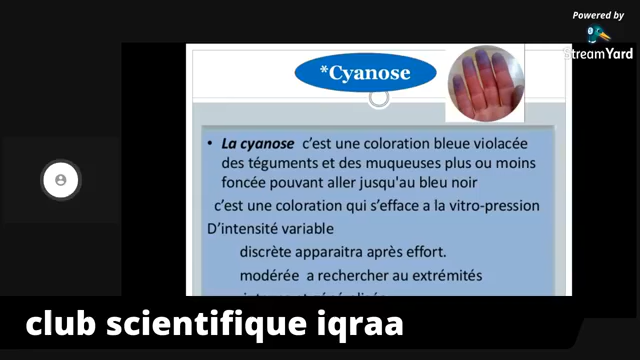 Powered by
StreamYard
*Cyanose
• La cyanose c’est une coloration bleue violacée
des téguments et des muqueuses plus ou moins
foncée pouvant aller jusqu'au bleu noir
c’est une coloration qui s’efface a la vitro-pression
D’intensité variable
discrète apparaitra après effort.
modérée a rechercher au extrémités
club scientifique iqraa